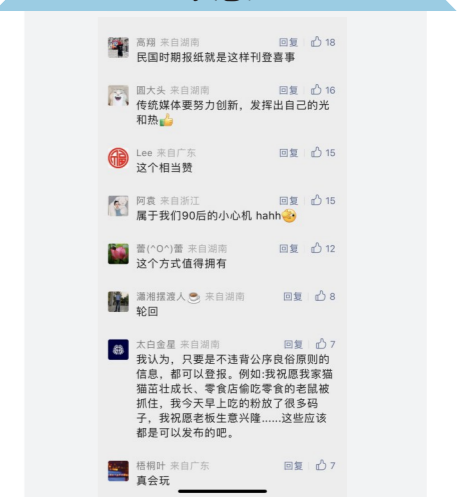 高翔 来自湖南 回复 18
民国时期报纸就是这样刊登喜事
圆大头 来自湖南 回复 16
传统媒体要努力创新，发挥出自己的光
和热👍
Lee 来自广东 回复 15
这个相当赞
阿袁 来自浙江 回复 15
属于我们90后的小心机 hahh
蕾(^O^)蕾 来自湖南 回复 12
这个方式值得拥有
潇湘摆渡人 来自湖南 回复 8
轮回
太白金星 来自湖南 回复 7
我认为，只要是不违背公序良俗原则的
信息，都可以登报。例如:我祝愿我家猫
猫茁壮成长、零食店偷吃零食的老鼠被
抓住，我今天早上吃的粉放了很多码
子，我祝愿老板生意兴隆......这些应该
都是可以发布的吧。
梧桐叶 来自广东 回复 7
真会玩